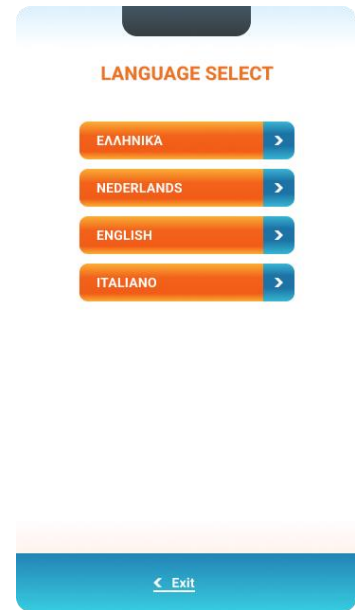 LANGUAGE SELECT
ΕΛΛΗΝΙΚΆ
NEDERLANDS
ENGLISH
ITALIANO
Exit